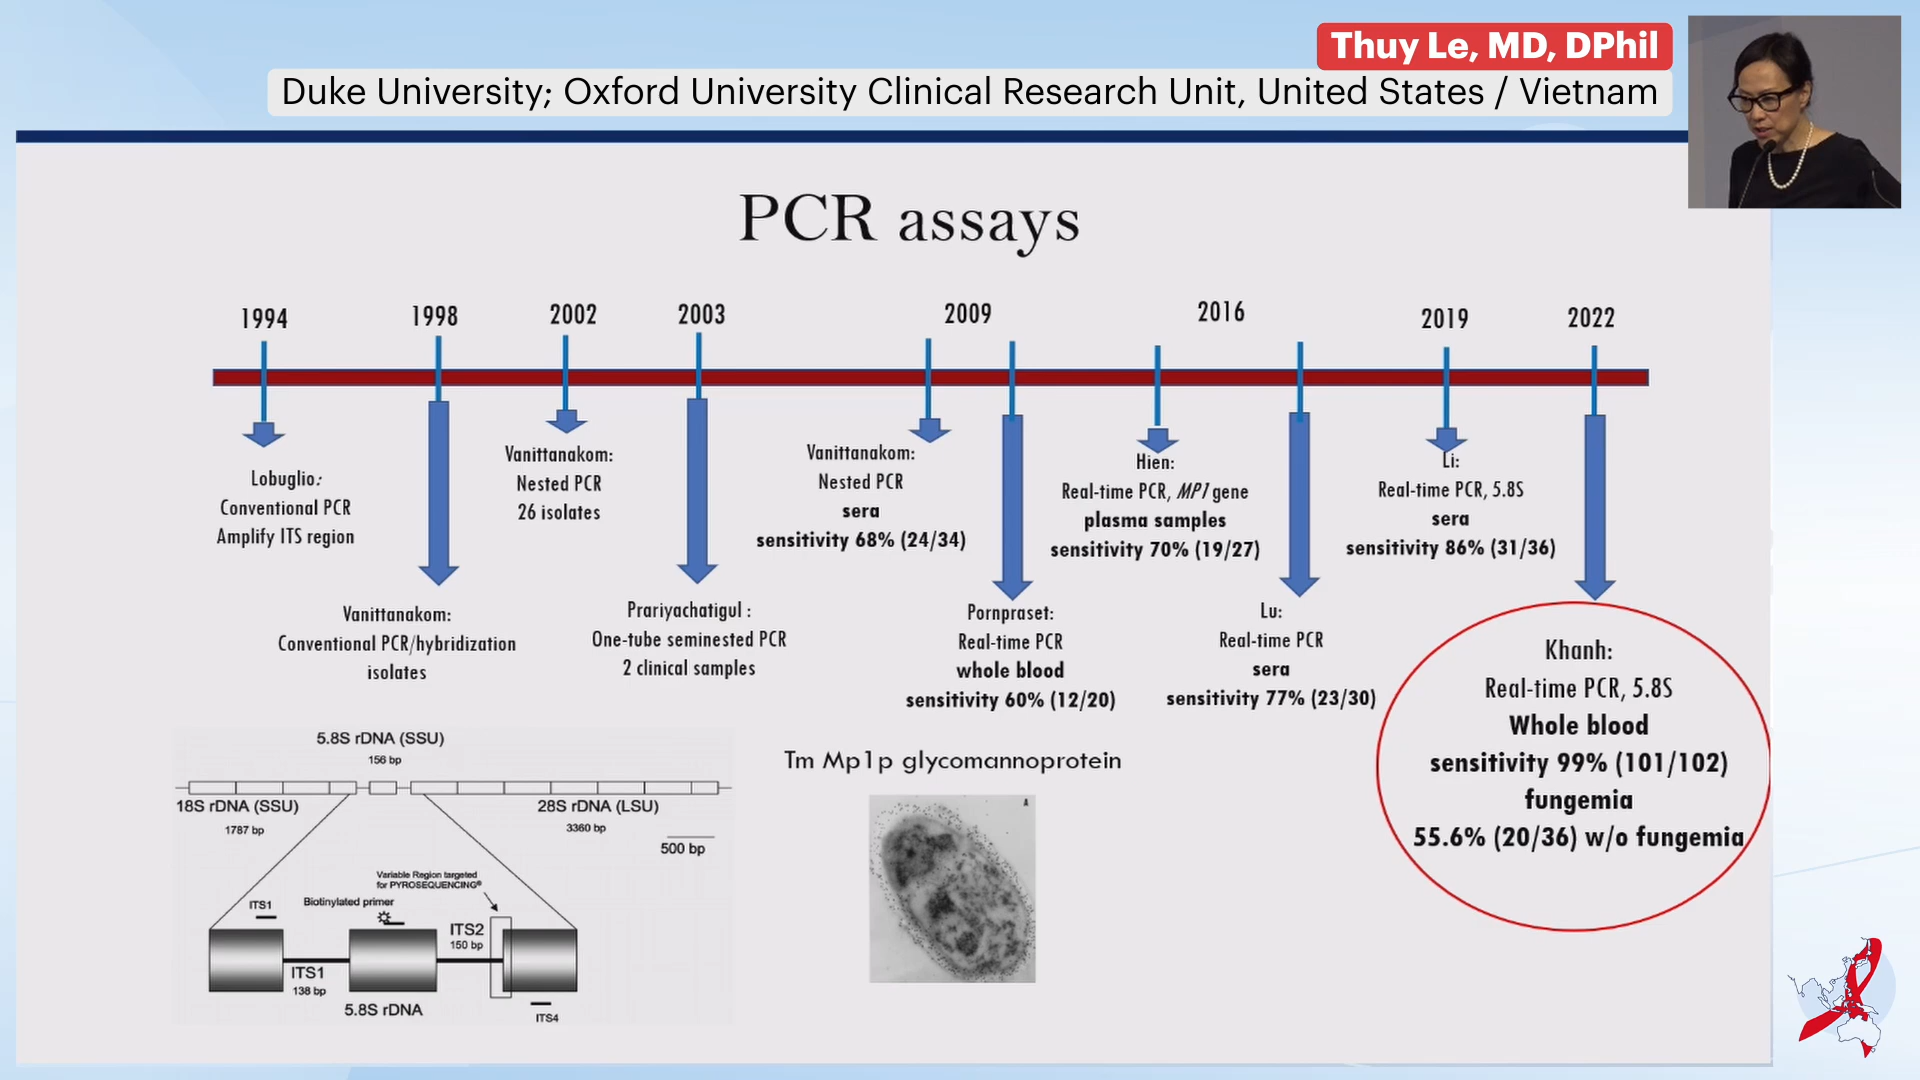 Thuy Le, MD, DPhil
Duke University; Oxford University Clinical Research Unit, United States / Vietnam
PCR assays
1994
1998
2002
2003
2009
2016
2019
2022
Lobuglio:
Conventional PCR
Amplify ITS region
Vanittanakom:
Conventional PCR/hybridization
isolates
Vanittanakom:
Nested PCR
26 isolates
Prariyachatigul :
One-tube seminested PCR
2 clinical samples
Vanittanakom:
Nested PCR
sera
sensitivity 68% (24/34)
Pornpraset:
Real-time PCR
whole blood
sensitivity 60% (12/20)
Hien:
Real-time PCR, MP1 gene
plasma samples
sensitivity 70% (19/27)
Lu:
Real-time PCR
sera
sensitivity 77% (23/30)
Li:
Real-time PCR, 5.8S
sera
sensitivity 86% (31/36)
Khanh:
Real-time PCR, 5.8S
Whole blood
sensitivity 99% (101/102)
fungemia
55.6% (20/36) w/o fungemia
5.8S rDNA (SSU)
156 bp
18S rDNA (SSU)
1787 bp
28S rDNA (LSU)
3360 bp
500 bp
Variable Region targeted
for PYROSEQUENCING®
ITS1
Biotinylated primer
ITS2
150 bp
ITS1
138 bp
5.8S rDNA
ITS4
Tm Mp1p glycomannoprotein
A